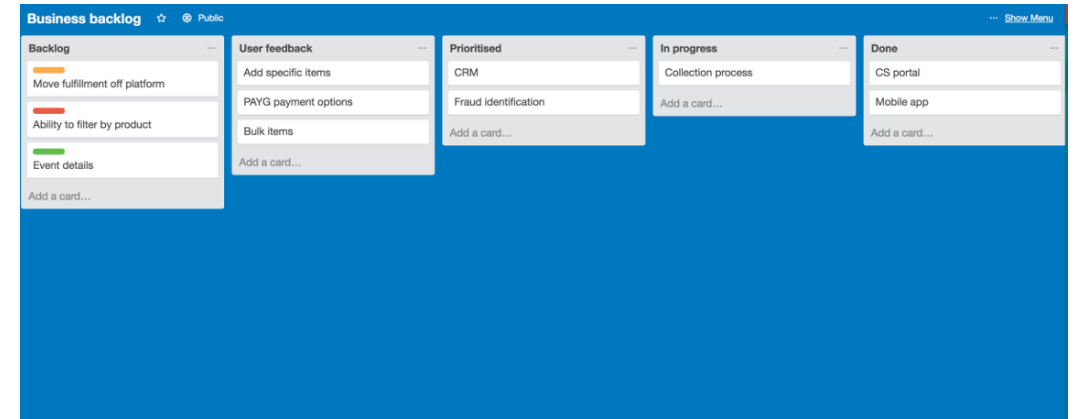 Business backlog
Public
... Show Menu
Backlog
Move fulfillment off platform
Ability to filter by product
Event details
Add a card...
User feedback
Add specific items
PAYG payment options
Bulk items
Add a card...
Prioritised
CRM
Fraud identification
Add a card...
In progress
Collection process
Add a card...
Done
CS portal
Mobile app
Add a card...